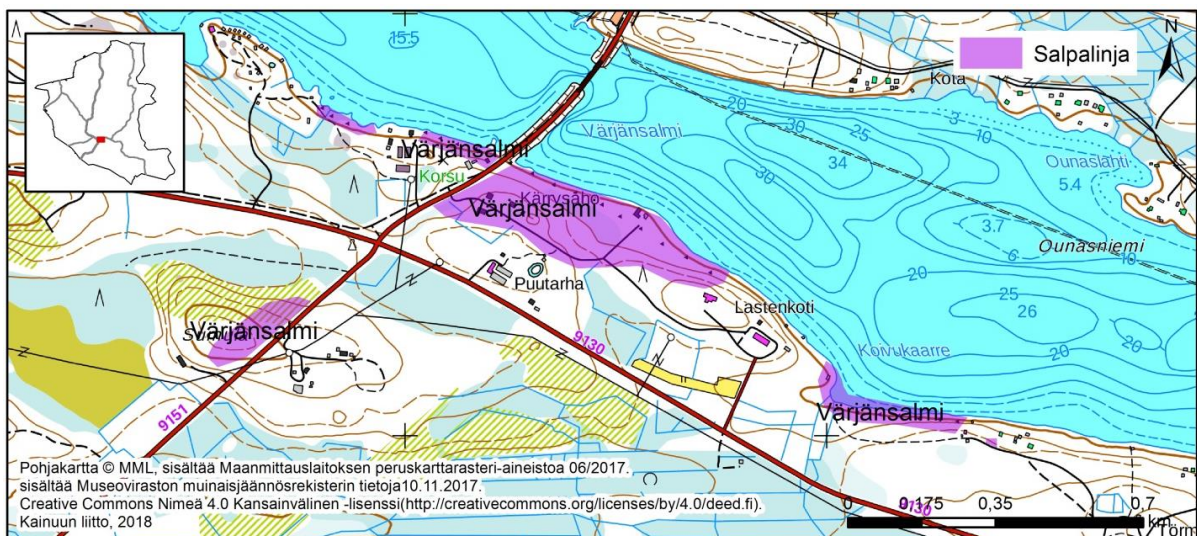 15.5
N
Salpalinja
Kota
20
3
10
30
25
Värjänsalmi
34
Ounaslahti
5.4
30
Värjänsalmi
Korsu
Kärrysaho
Värjänsalmi
3.7
6
Ounasniemi
10
20
20
25
26
Puutarha
Lastenkoti
20
20
Koivukaarre
Värjänsalmi
9130
9151
Värjänsalmi
Pohjakartta © MML, sisältää Maanmittauslaitoksen peruskarttarasteri-aineistoa 06/2017.
sisältää Museoviraston muinaisjäännösrekisterin tietoja10.11.2017.
Creative Commons Nimeä 4.0 Kansainvälinen -lisenssi(http://creativecommons.org/licenses/by/4.0/deed.fi).
Kainuun liitto, 2018
0 0,175 0,35 0,7
km
9130
Törm